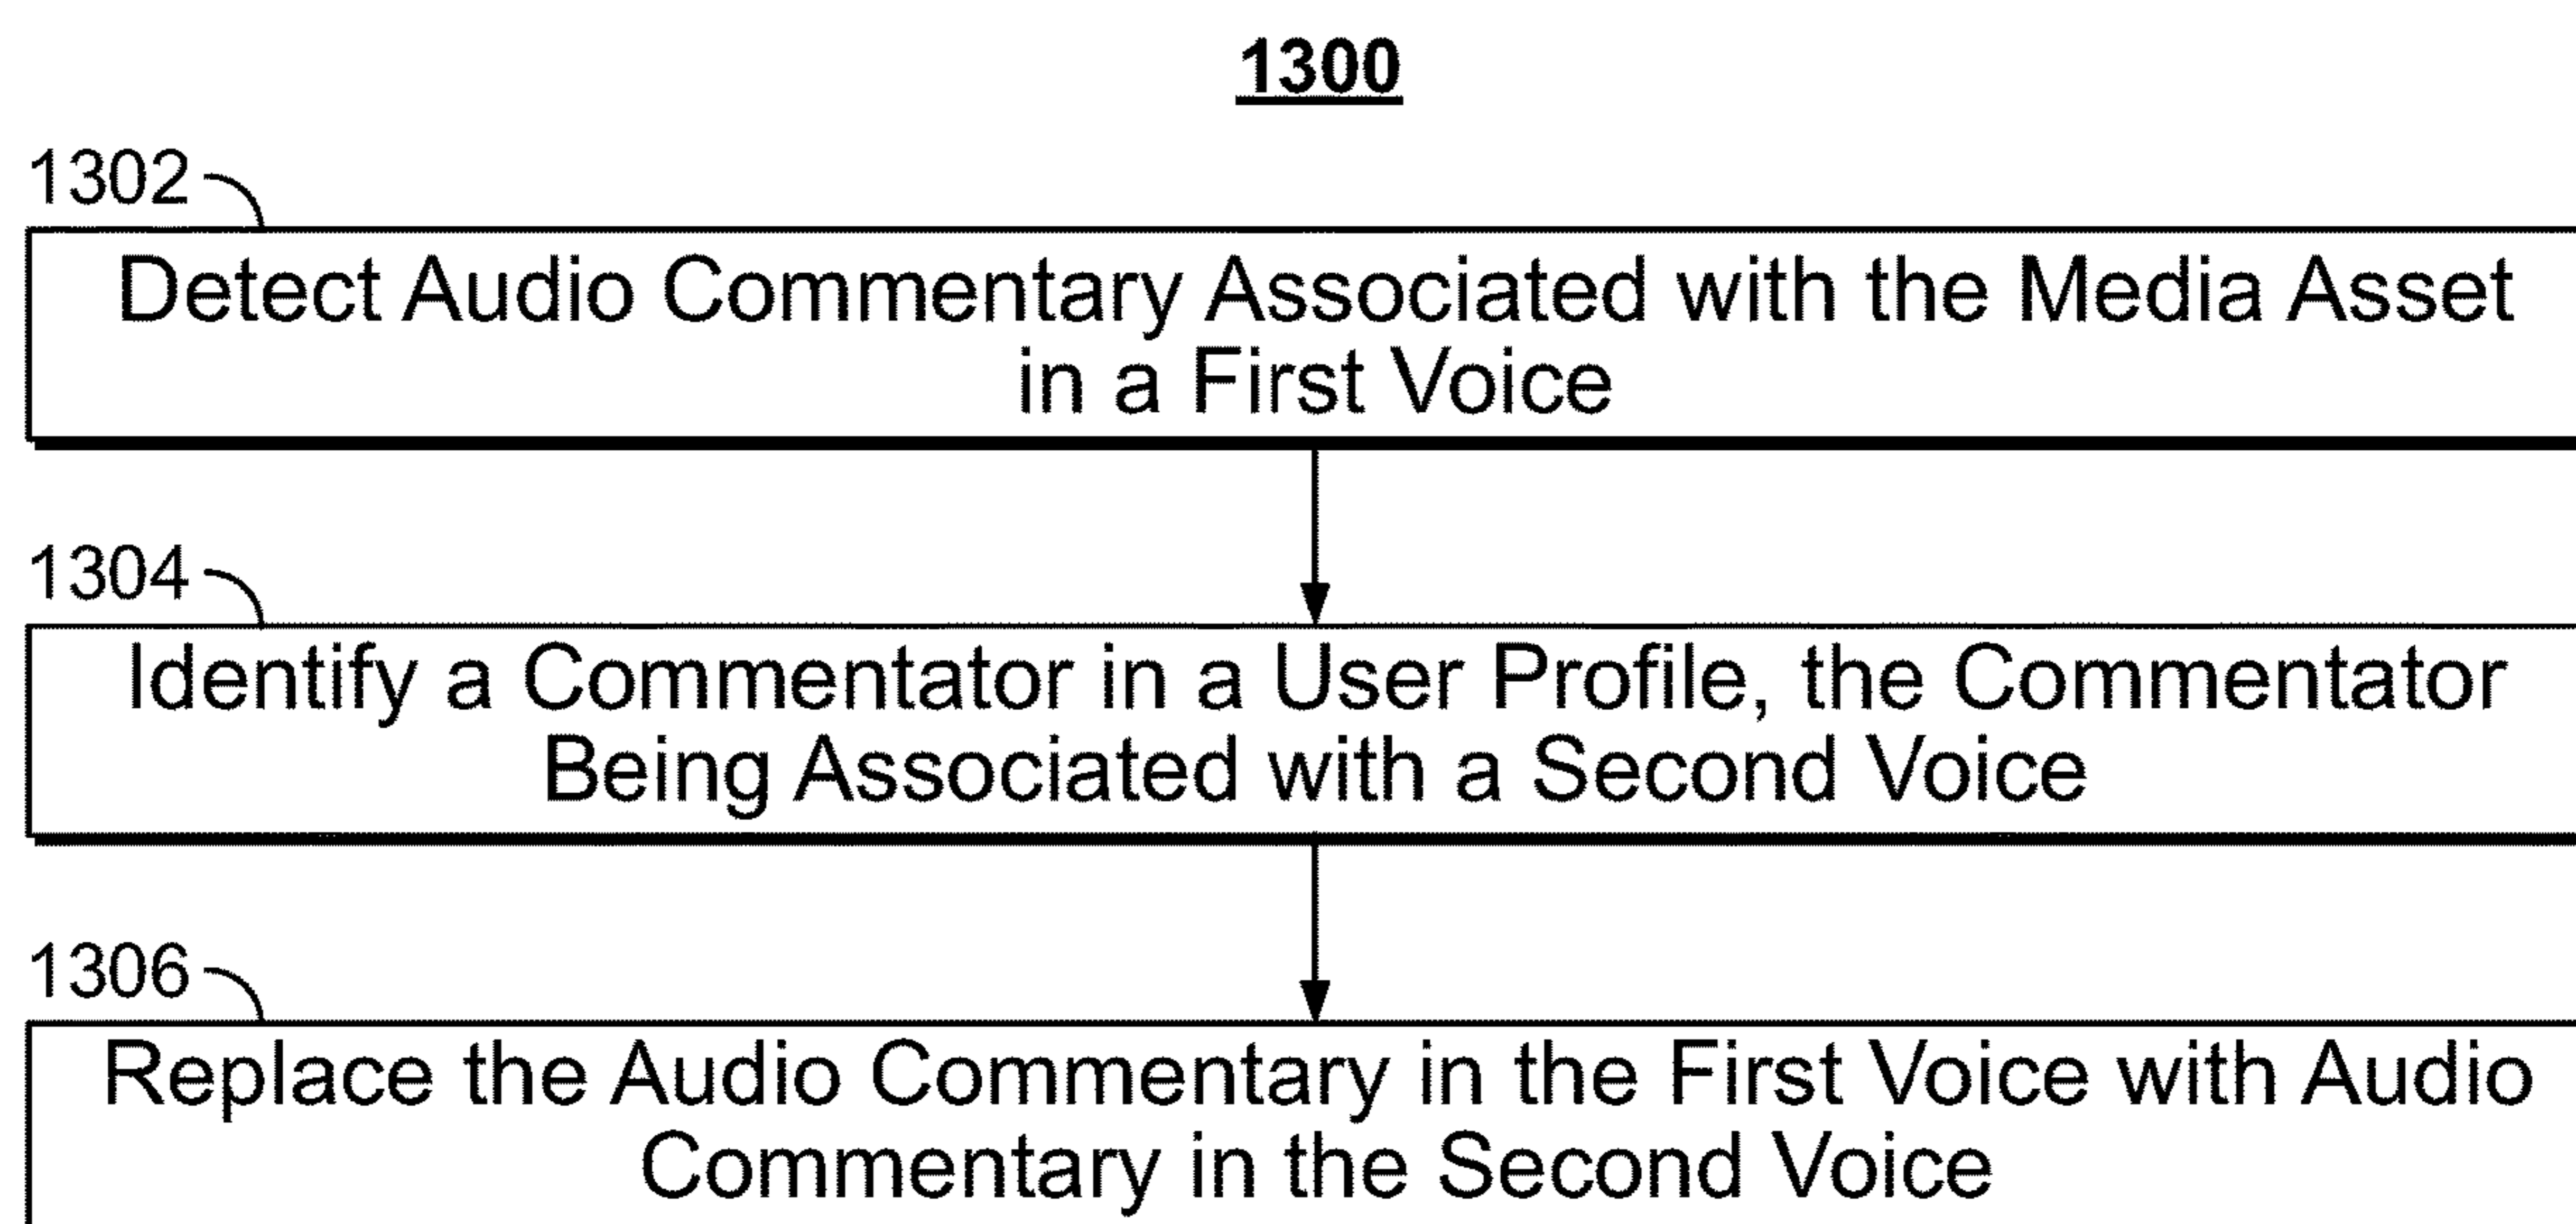 1300
1302
Detect Audio Commentary Associated with the Media Asset
in a First Voice
1304
Identify a Commentator in a User Profile, the Commentator
Being Associated with a Second Voice
1306
Replace the Audio Commentary in the First Voice with Audio
Commentary in the Second Voice